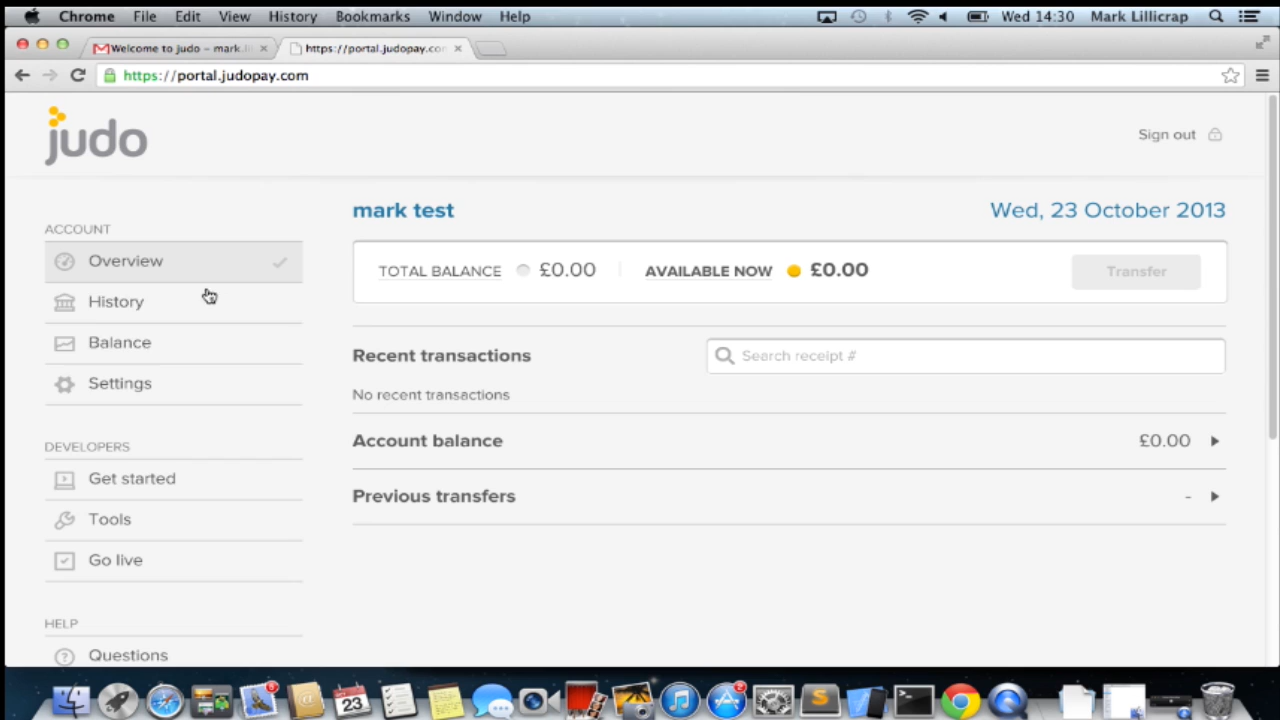 Chrome File Edit View History Bookmarks Window Help Wed 14:30 Mark Lillicrap
Welcome to judo – mark.li
https://portal.judopay.con
https://portal.judopay.com
judo
Sign out
mark test
Wed, 23 October 2013
ACCOUNT
Overview
TOTAL BALANCE £0.00 AVAILABLE NOW £0.00 Transfer
History
Balance
Settings
Recent transactions
Search receipt #
No recent transactions
Account balance £0.00
Previous transfers -
DEVELOPERS
Get started
Tools
Go live
HELP
Questions
23